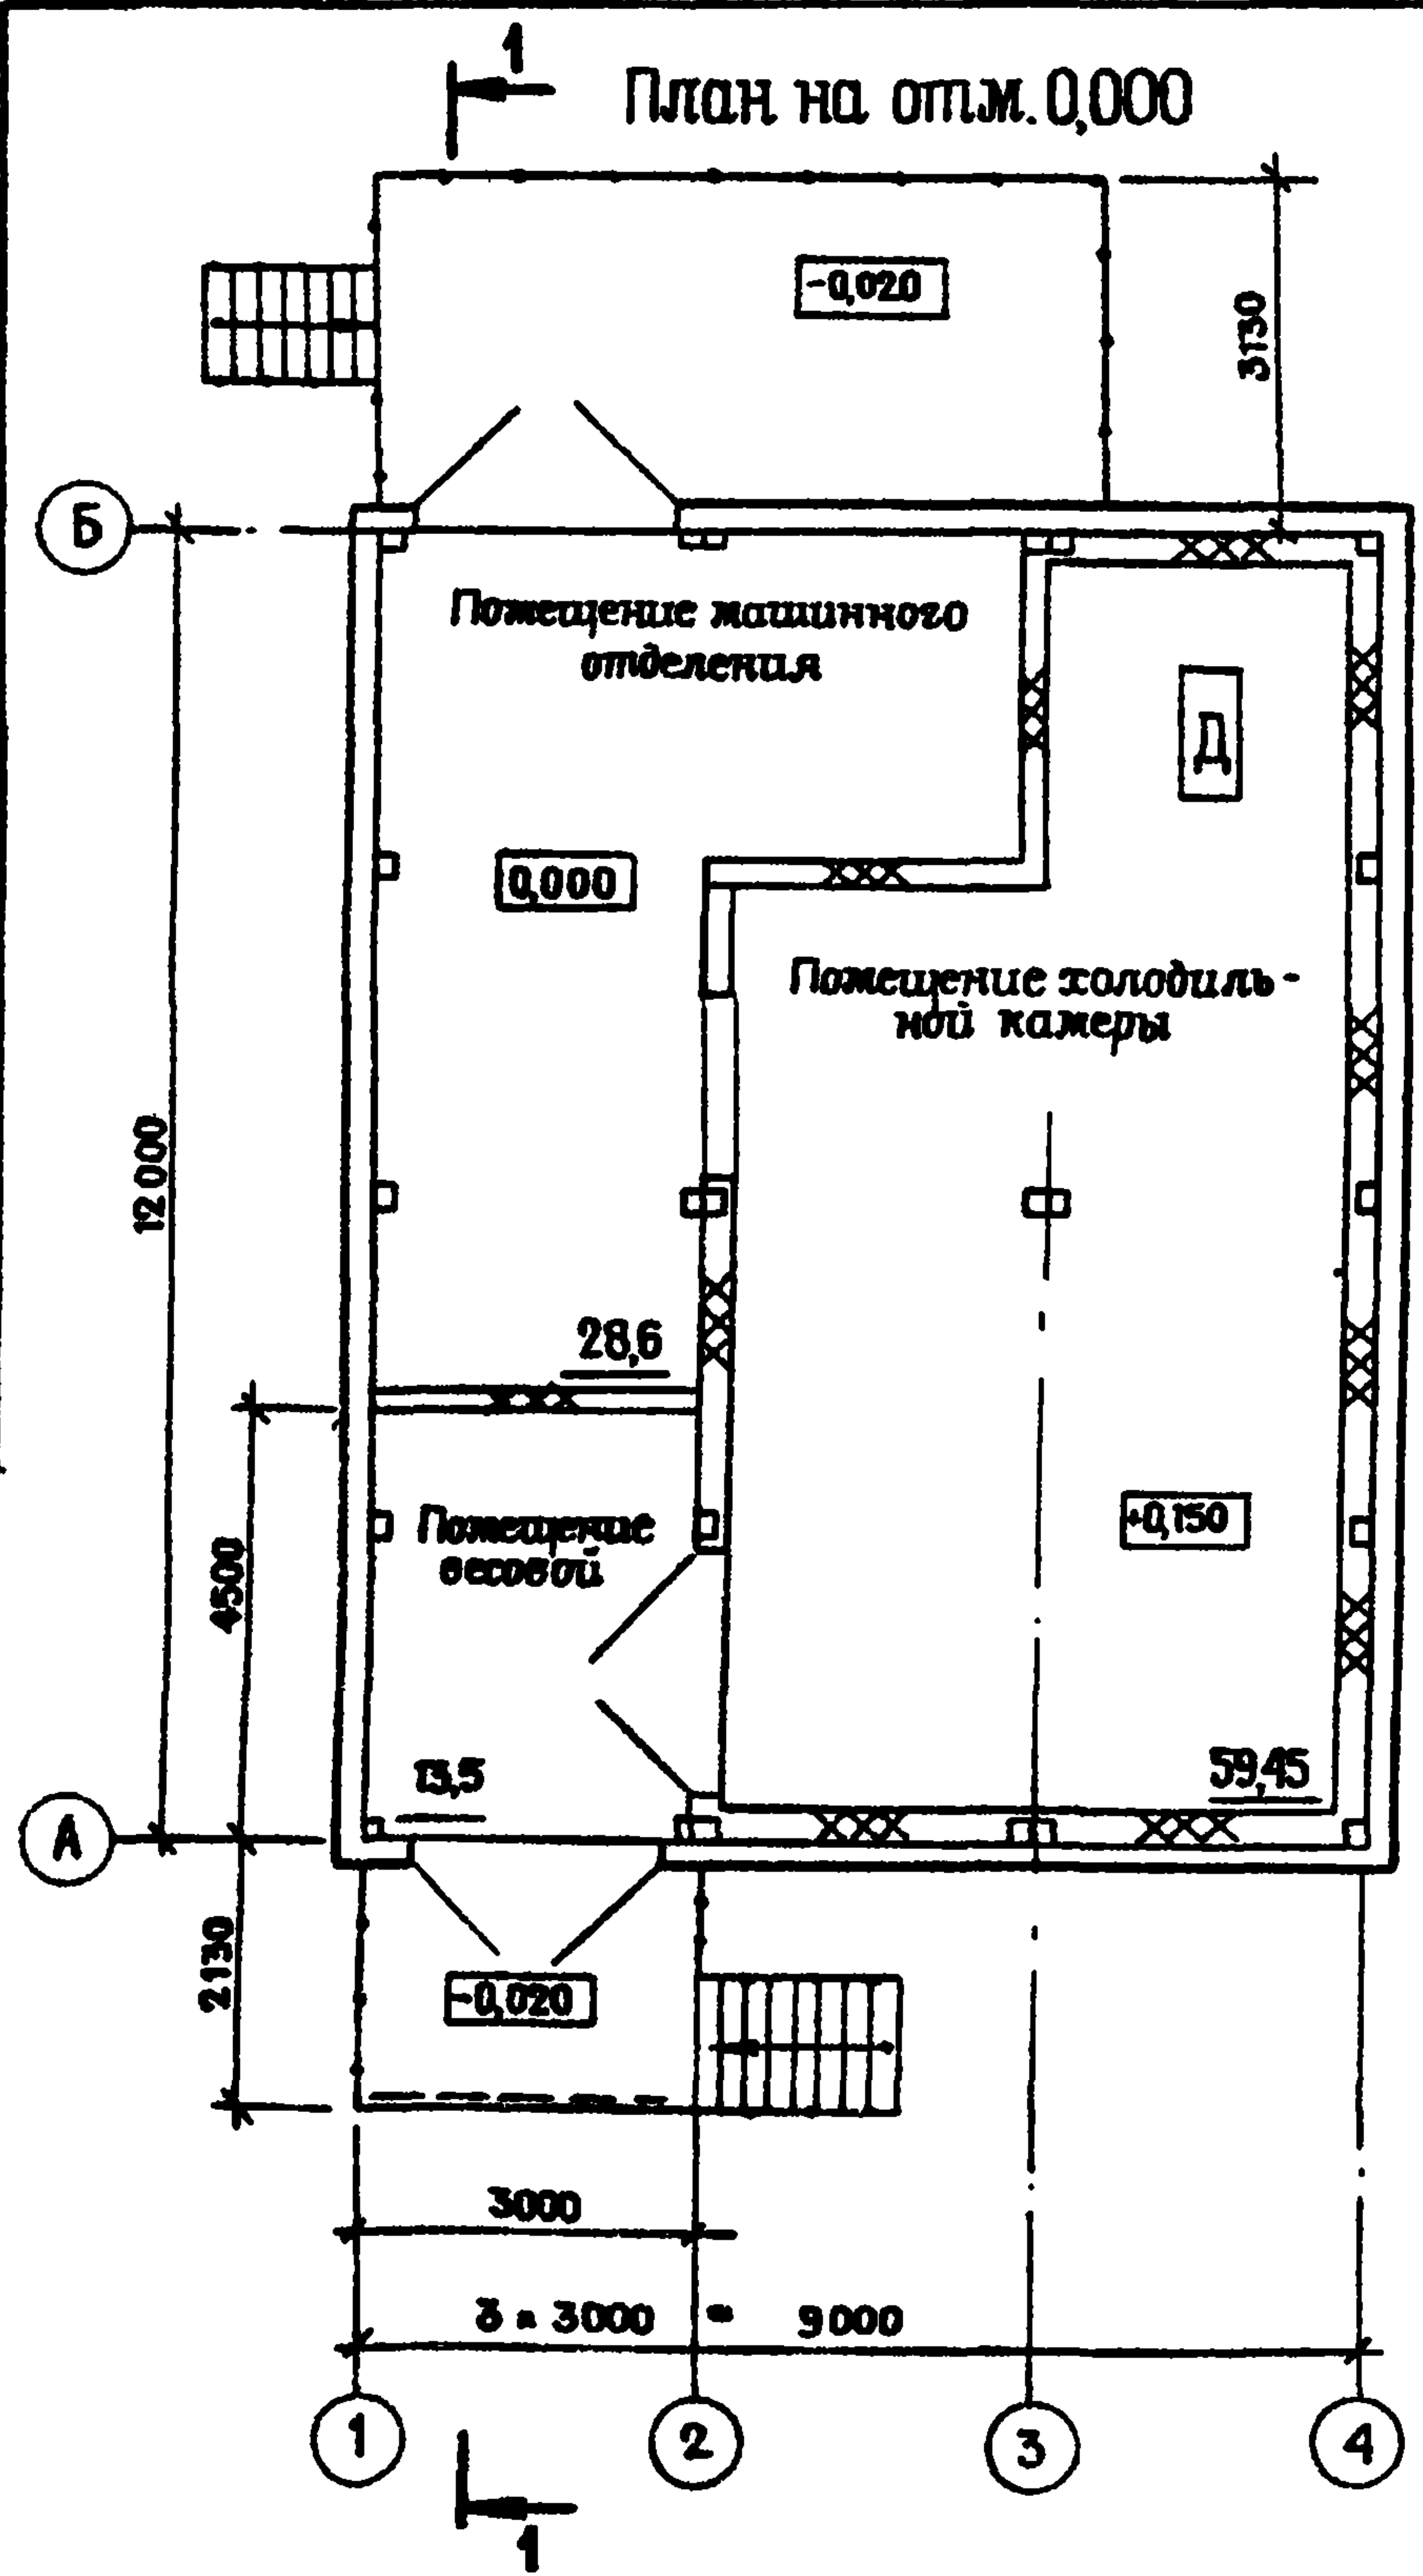 1
План на отм. 0,000
-0,020
3130
Б
Помещение машинного
отделения
Д
0,000
Помещение холодиль-
ной камеры
12000
28,6
+0,150
4500
Помещение
весовой
13,5
59,45
А
2130
-0,020
3000
3 x 3000 = 9000
1
2
3
4
1